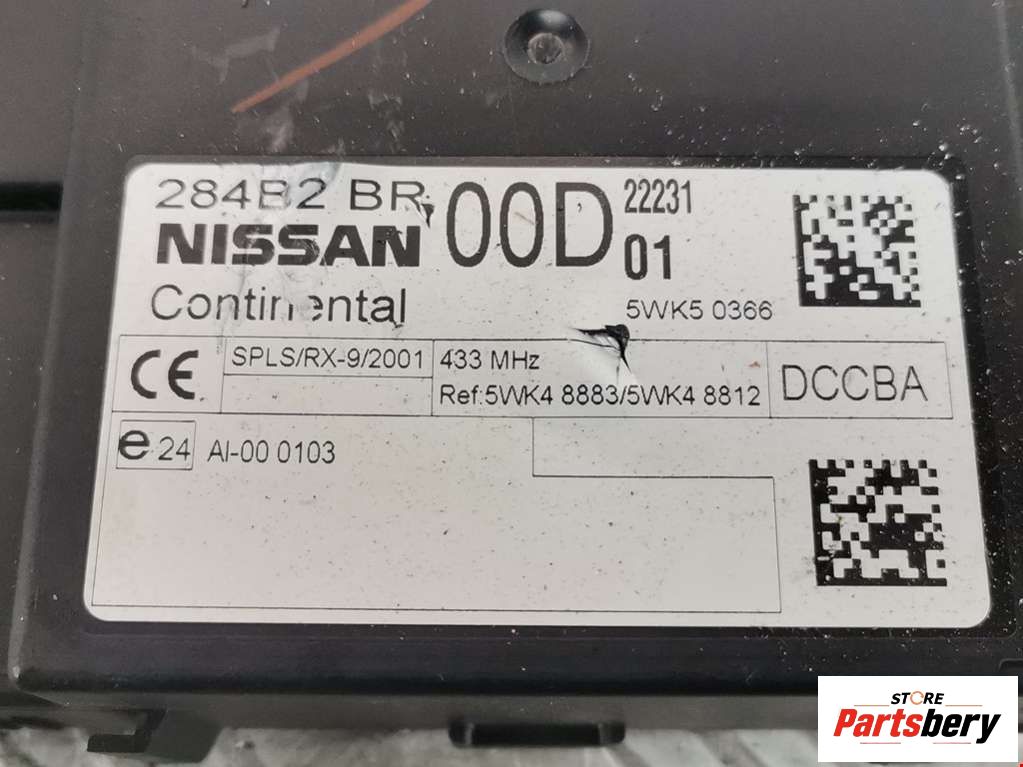 284B2 BR 00D 22231
NISSAN 01
Continental 5WK5 0366
CE SPLS/RX-9/2001 433 MHz DCCBA
Ref:5WK4 8883/5WK4 8812
e 24 AI-00 0103
STORE
Partsbery